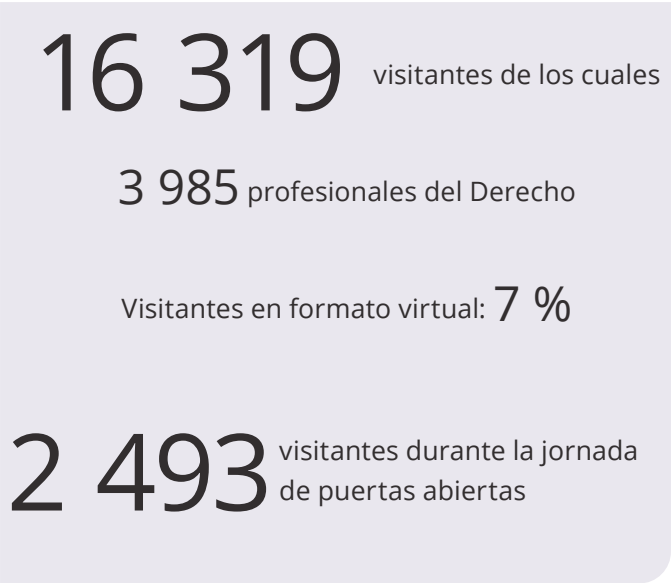 16 319 visitantes de los cuales
3 985 profesionales del Derecho
Visitantes en formato virtual: 7 %
2 493 visitantes durante la jornada
de puertas abiertas